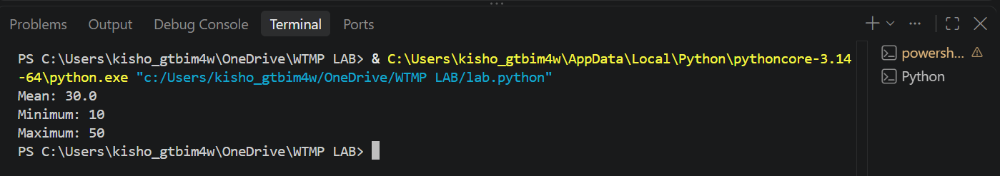 Problems Output Debug Console Terminal Ports
PS C:\Users\kisho_gtbim4w\OneDrive\WTMP LAB> & C:\Users\kisho_gtbim4w\AppData\Local\Python\pythoncore-3.14
-64\python.exe "c:/Users/kisho_gtbim4w/OneDrive/WTMP LAB/lab.python"
Mean: 30.0
Minimum: 10
Maximum: 50
PS C:\Users\kisho_gtbim4w\OneDrive\WTMP LAB>
powersh...
Python